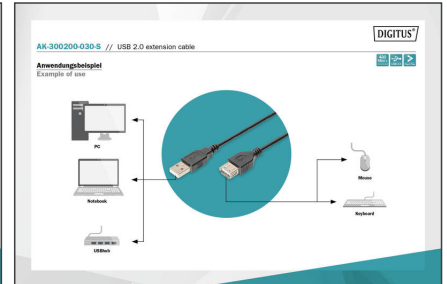 DIGITUS®
AK-300200-030-S // USB 2.0 extension cable
Anwendungsbeispiel
Example of use
PC
Notebook
USBhub
Mouse
Keyboard